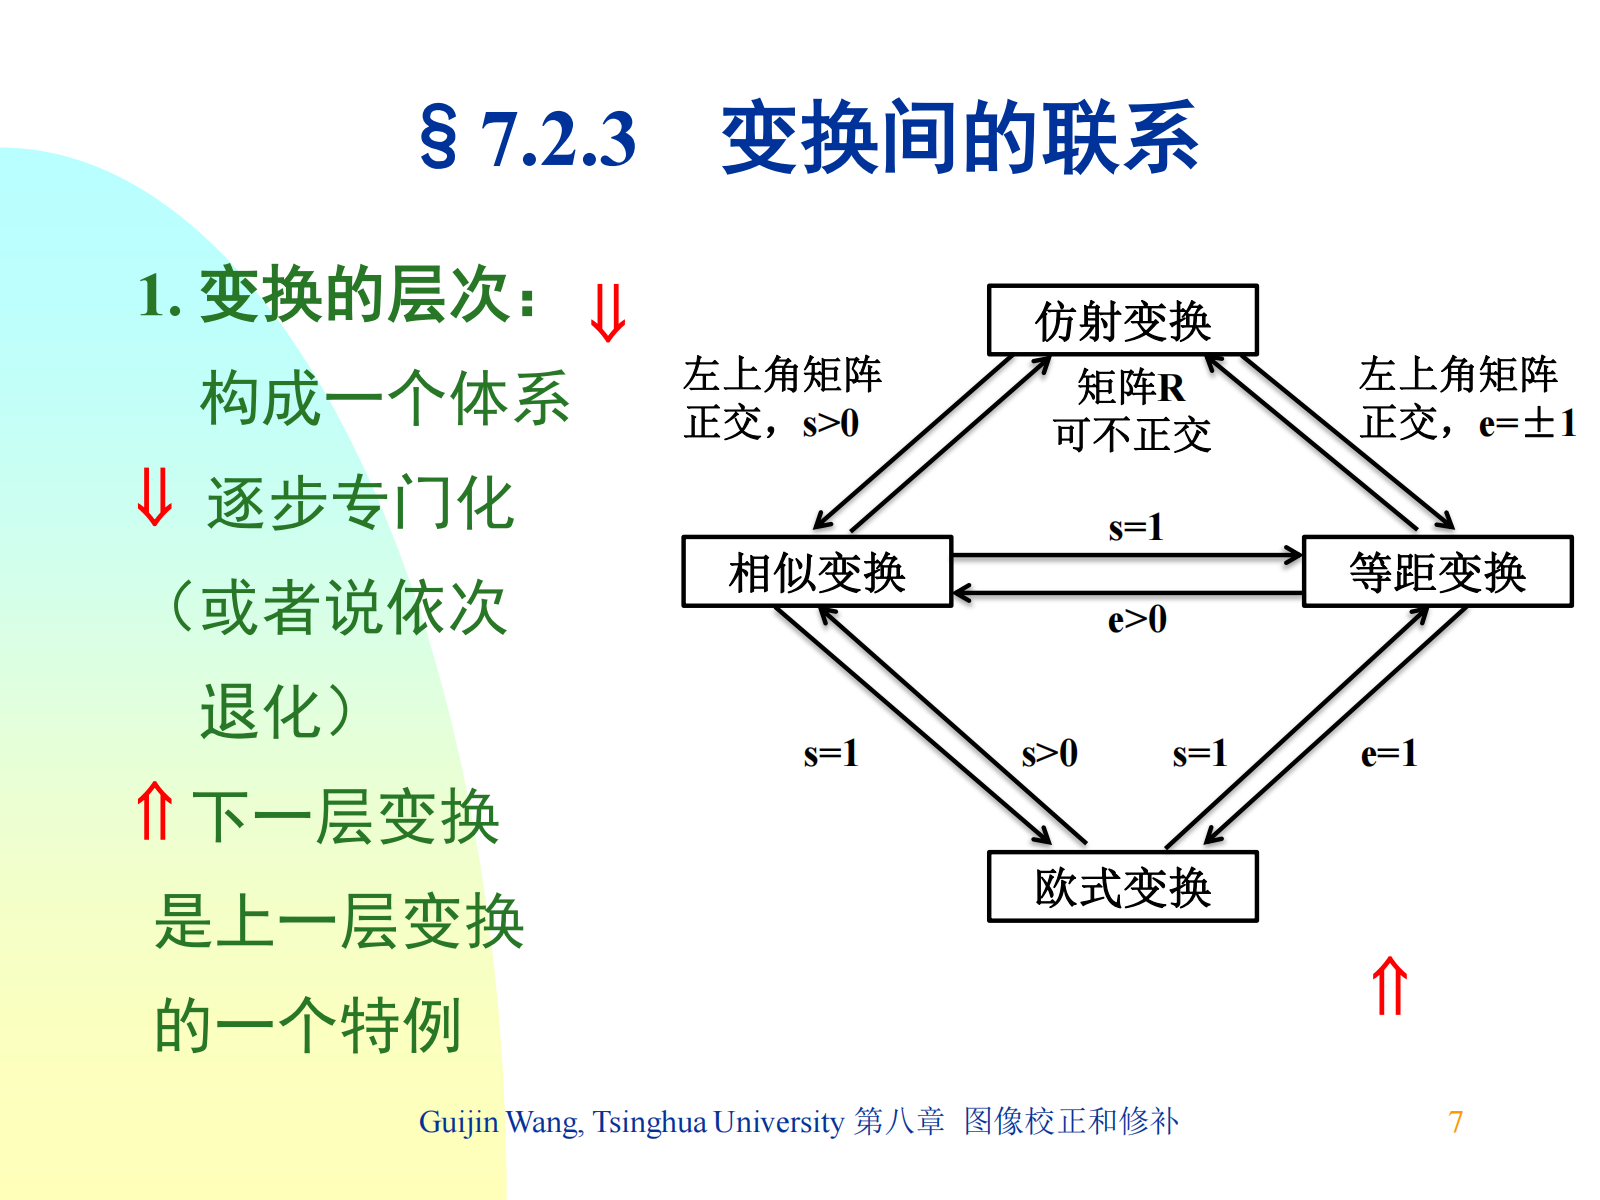 §7.2.3 变换间的联系
1. 变换的层次：⇓
构成一个体系
⇓ 逐步专门化
（或者说依次
退化）
⇑ 下一层变换
是上一层变换
的一个特例
仿射变换
左上角矩阵
正交，s>0
矩阵R
可不正交
左上角矩阵
正交，e=±1
s=1
相似变换
等距变换
e>0
s=1
s>0
s=1
e=1
欧式变换
⇑
Guijin Wang, Tsinghua University 第八章 图像校正和修补
7